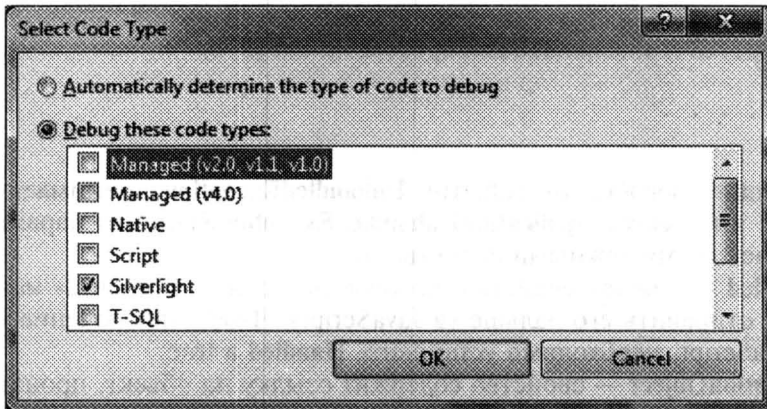 Select Code Type
Automatically determine the type of code to debug
Debug these code types:
Managed (v2.0, v1.1, v1.0)
Managed (v4.0)
Native
Script
Silverlight
T-SQL
OK
Cancel